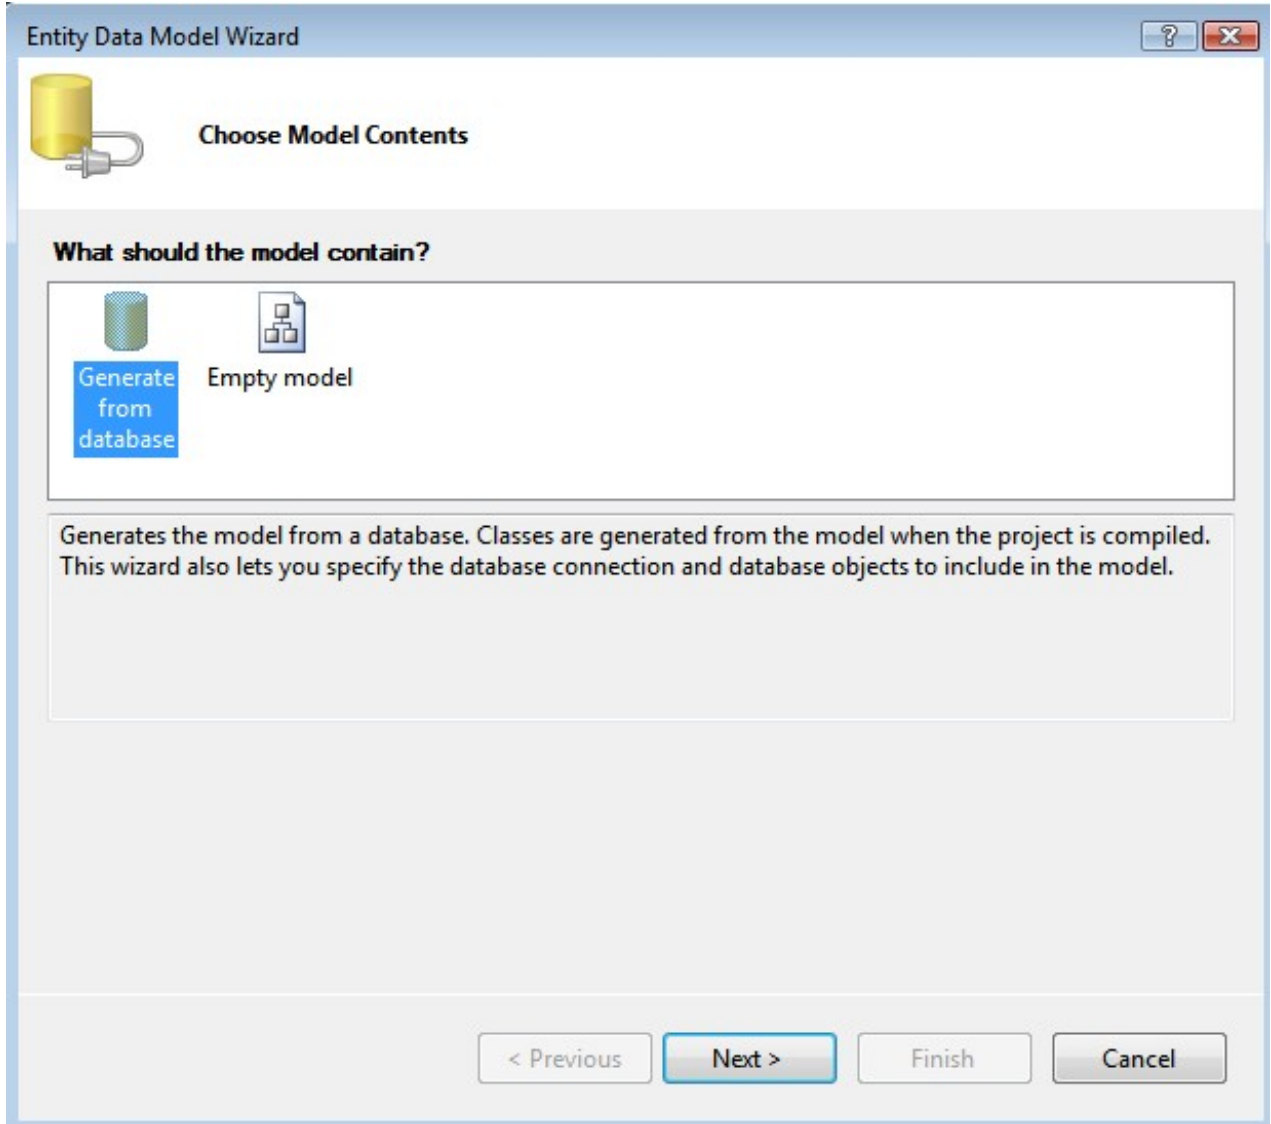 Entity Data Model Wizard
?
Choose Model Contents
What should the model contain?
Generate
from
database
Empty model
Generates the model from a database. Classes are generated from the model when the project is compiled.
This wizard also lets you specify the database connection and database objects to include in the model.
< Previous
Next >
Finish
Cancel